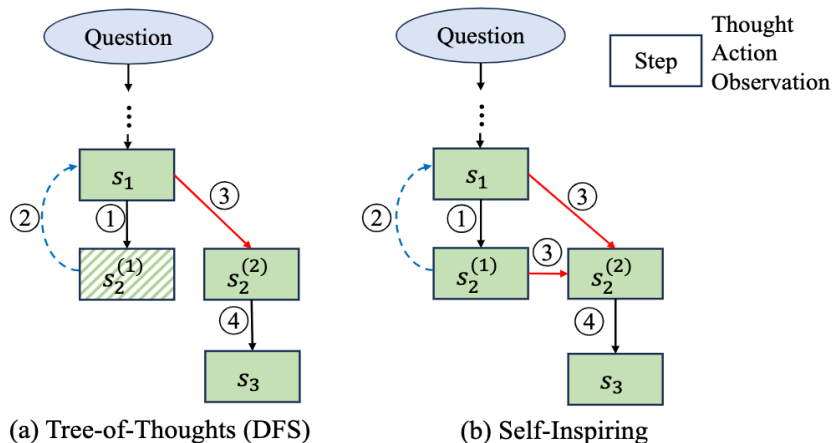 Question
⋮
s₁
①
②
③
s₂⁽¹⁾
s₂⁽²⁾
④
s₃
(a) Tree-of-Thoughts (DFS)
Question
⋮
s₁
①
②
③
s₂⁽¹⁾
③
s₂⁽²⁾
④
s₃
(b) Self-Inspiring
Step
Thought
Action
Observation